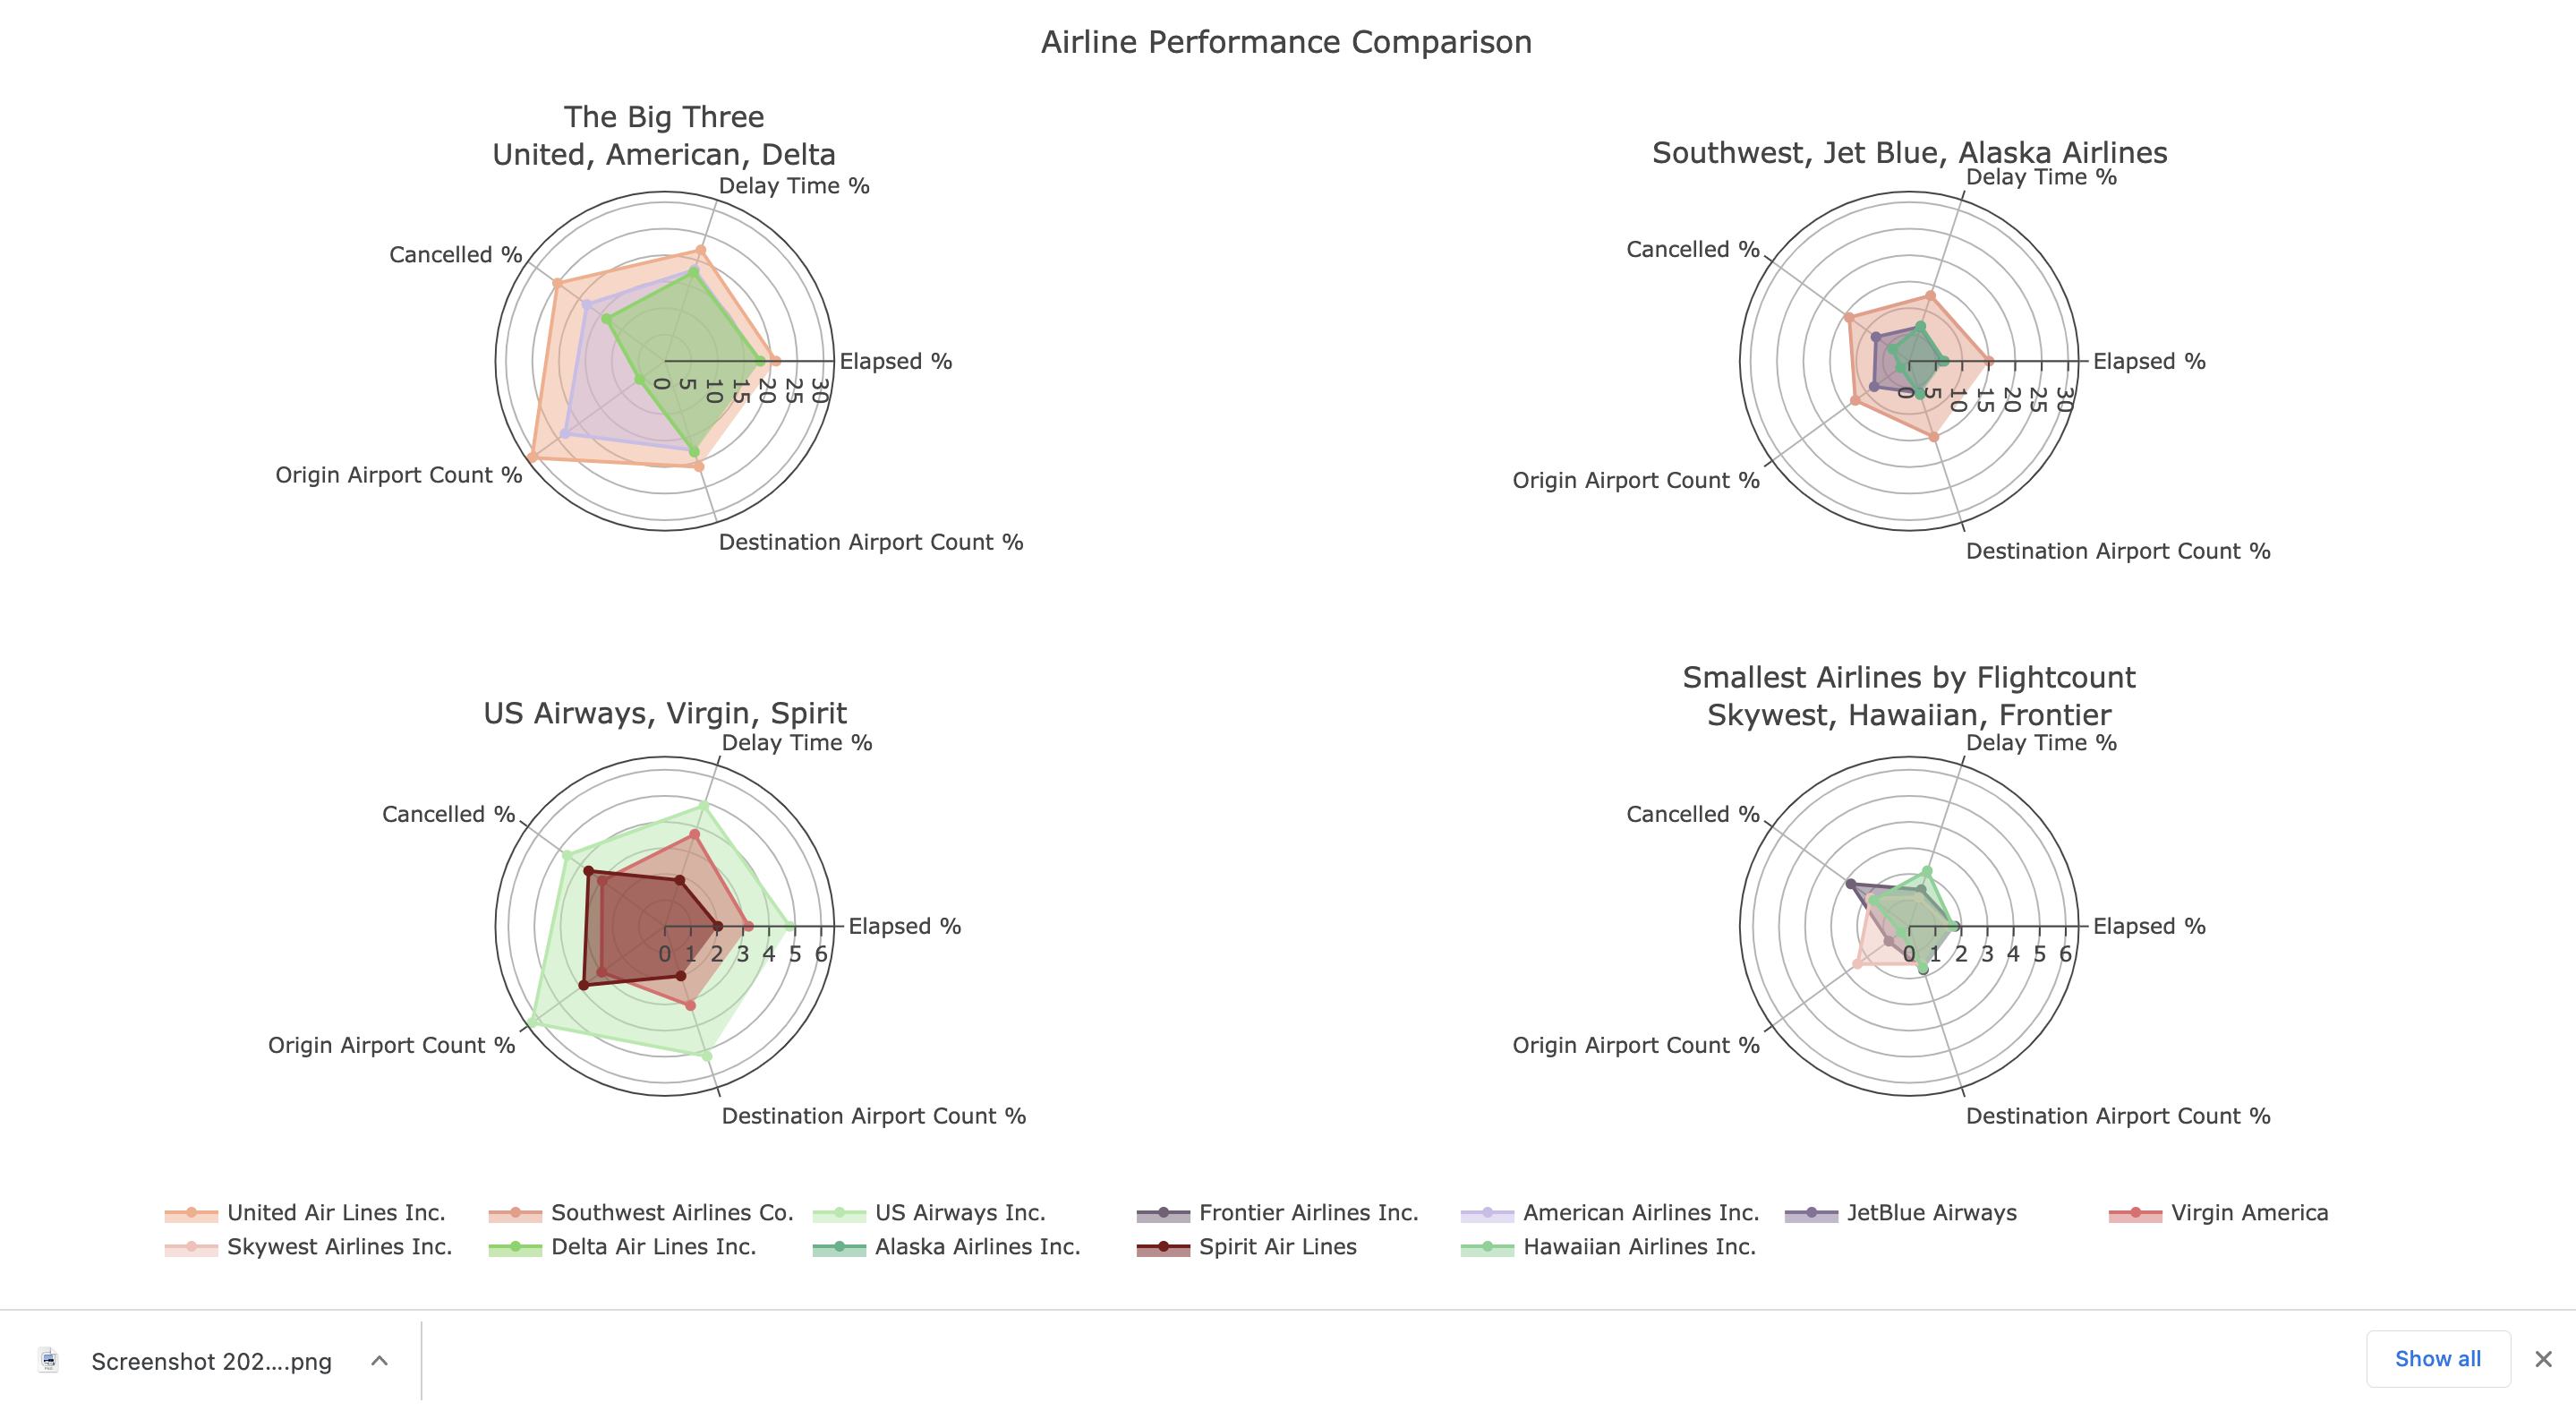 Airline Performance Comparison
The Big Three
United, American, Delta
Delay Time %
Cancelled %
Elapsed %
0 5 10 15 20 25 30
Origin Airport Count %
Destination Airport Count %
Southwest, Jet Blue, Alaska Airlines
Delay Time %
Cancelled %
Elapsed %
0 5 10 15 20 25 30
Origin Airport Count %
Destination Airport Count %
US Airways, Virgin, Spirit
Delay Time %
Cancelled %
Elapsed %
0 1 2 3 4 5 6
Origin Airport Count %
Destination Airport Count %
Smallest Airlines by Flightcount
Skywest, Hawaiian, Frontier
Delay Time %
Cancelled %
Elapsed %
0 1 2 3 4 5 6
Origin Airport Count %
Destination Airport Count %
United Air Lines Inc. Southwest Airlines Co. US Airways Inc. Frontier Airlines Inc. American Airlines Inc. JetBlue Airways Virgin America
Skywest Airlines Inc. Delta Air Lines Inc. Alaska Airlines Inc. Spirit Air Lines Hawaiian Airlines Inc.
Screenshot 202....png
Show all